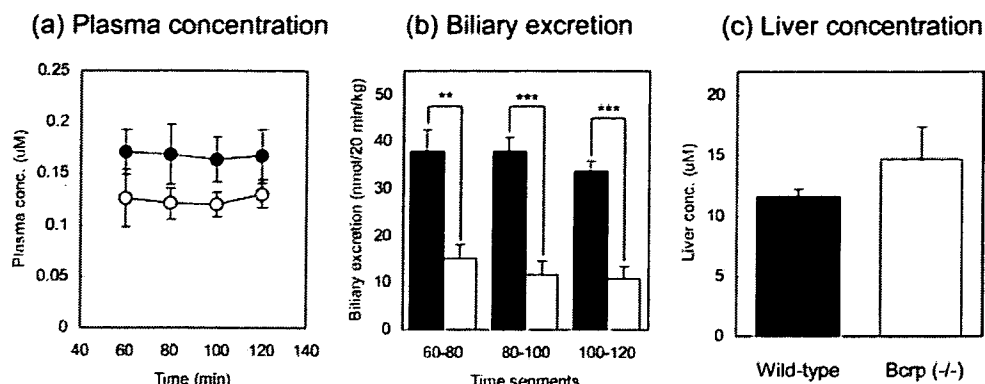 (a) Plasma concentration
(b) Biliary excretion
(c) Liver concentration
Plasma conc. (uM)
0.25
0.2
0.15
0.1
0.05
0
40
60
80
100
120
140
Time (min)
Biliary excretion (nmol/20 min/kg)
50
40
30
20
10
0
**
***
***
60-80
80-100
100-120
Time segments
Liver conc. (uM)
20
15
10
5
0
Wild-type
Bcrp (-/-)